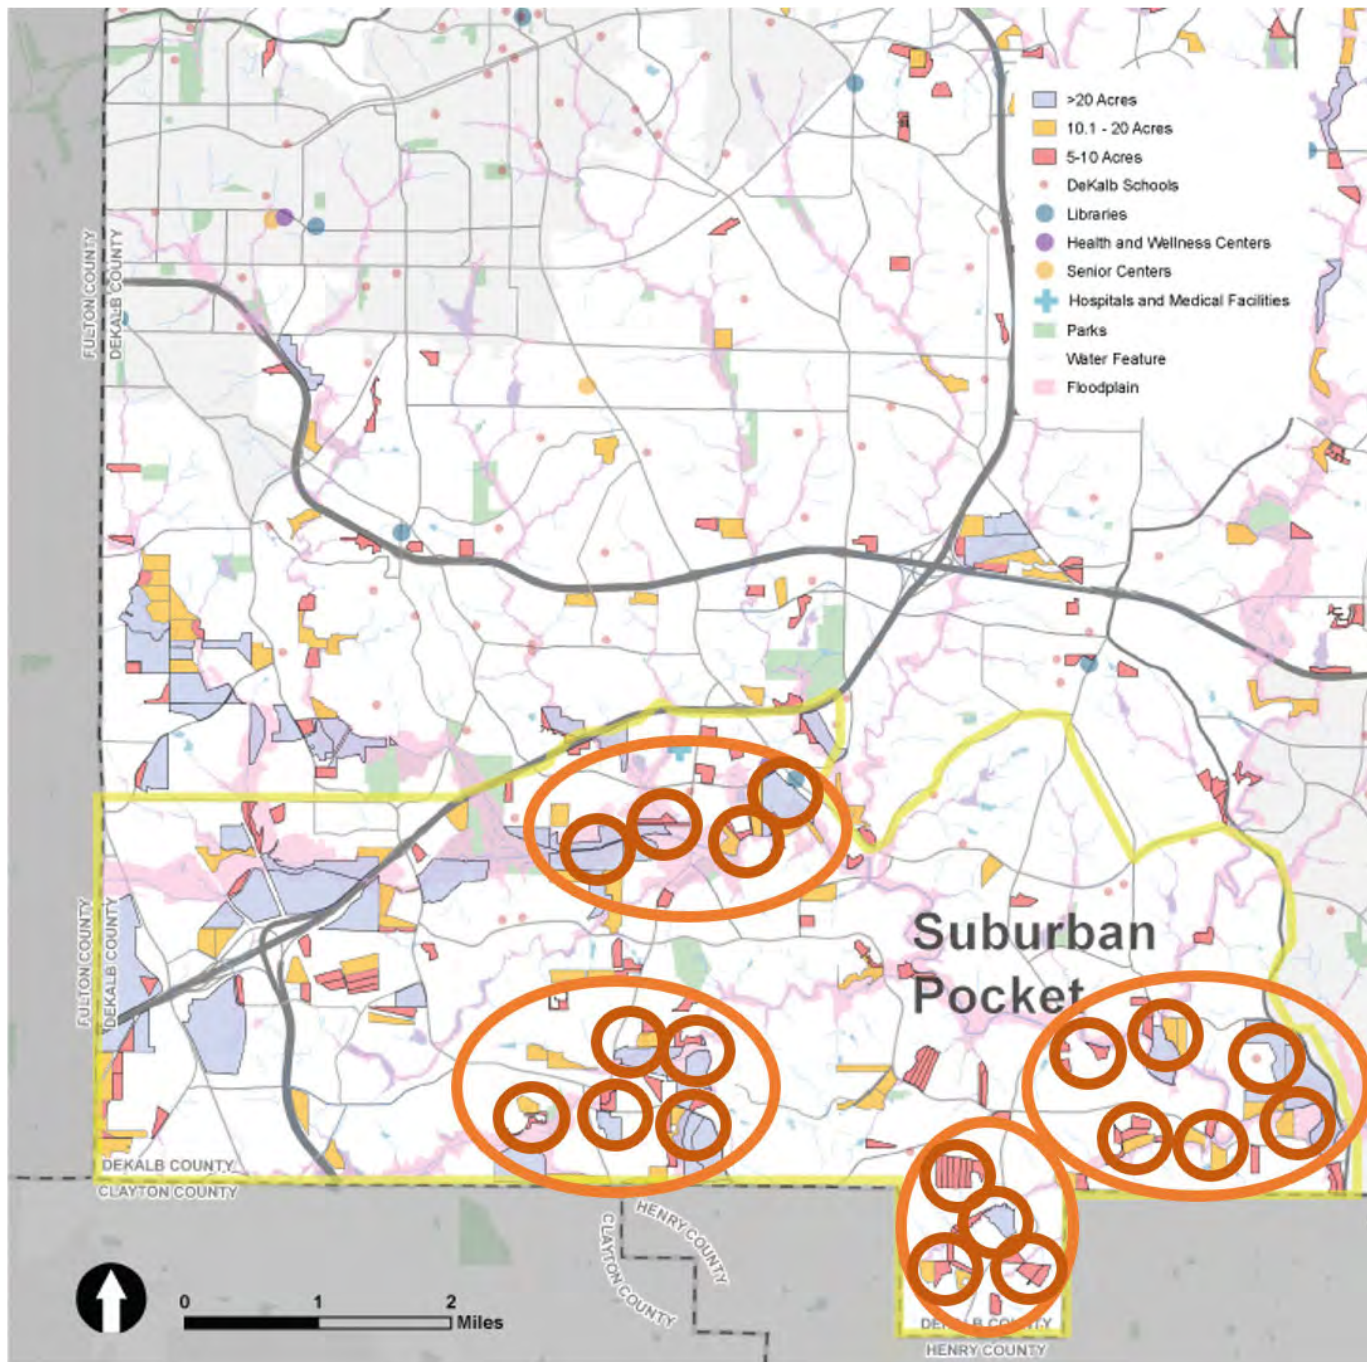 >20 Acres
10.1 - 20 Acres
5-10 Acres
DeKalb Schools
Libraries
Health and Wellness Centers
Senior Centers
Hospitals and Medical Facilities
Parks
Water Feature
Floodplain
FULTON COUNTY
DEKALB COUNTY
FULTON COUNTY
DEKALB COUNTY
Suburban
Pocket
DEKALB COUNTY
CLAYTON COUNTY
HENRY COUNTY
CLAYTON COUNTY
DEKALB COUNTY
HENRY COUNTY
0 1 2
Miles